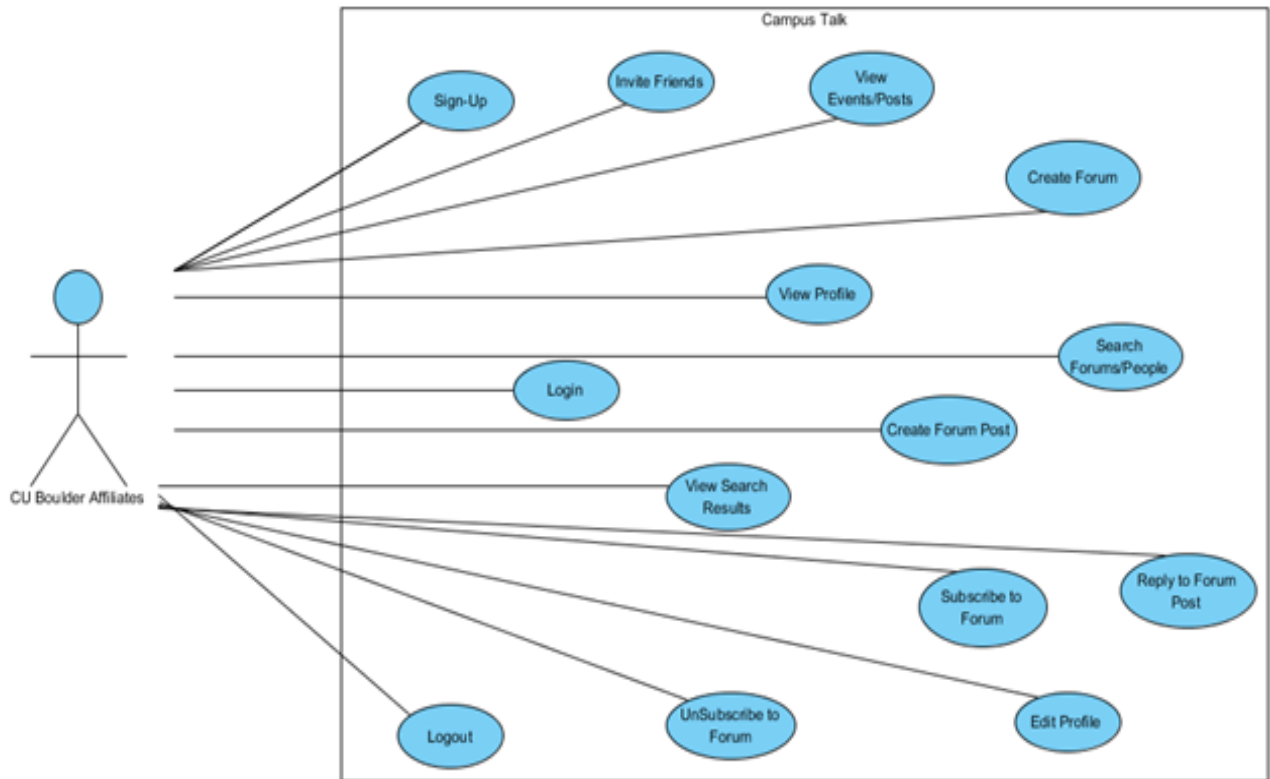 Campus Talk
Sign-Up
Invite Friends
View
Events/Posts
Create Forum
View Profile
Search
Forums/People
Login
Create Forum Post
View Search
Results
CU Boulder Affiliates
Subscribe to
Forum
Reply to Forum
Post
Logout
UnSubscribe to
Forum
Edit Profile